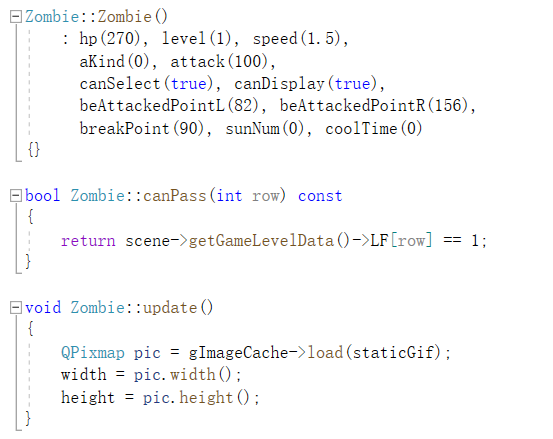 Zombie::Zombie()
    : hp(270), level(1), speed(1.5),
      aKind(0), attack(100),
      canSelect(true), canDisplay(true),
      beAttackedPointL(82), beAttackedPointR(156),
      breakPoint(90), sunNum(0), coolTime(0)
{}

bool Zombie::canPass(int row) const
{
    return scene->getGameLevelData()->LF[row] == 1;
}

void Zombie::update()
{
    QPixmap pic = gImageCache->load(staticGif);
    width = pic.width();
    height = pic.height();
}